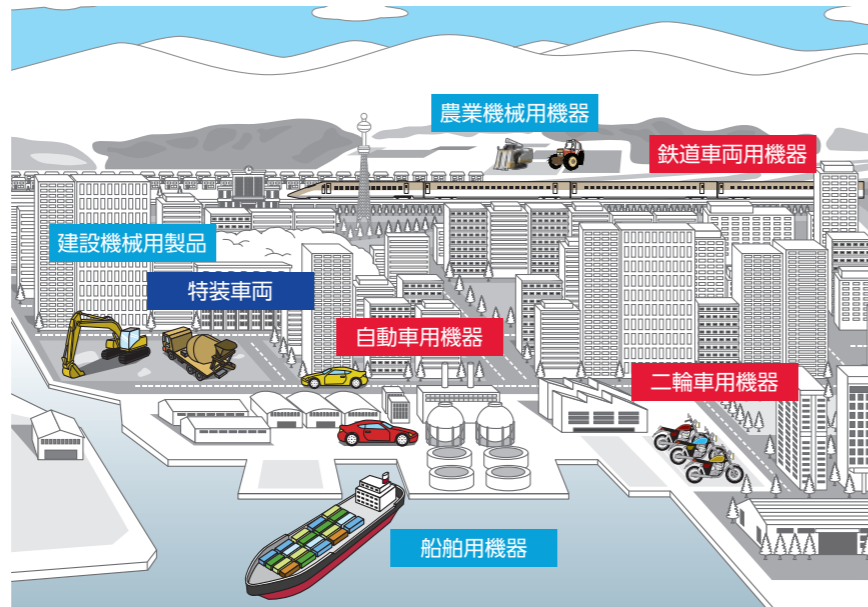 農業機械用機器
鉄道車両用機器
建設機械用製品
特装車両
自動車用機器
二輪車用機器
船舶用機器